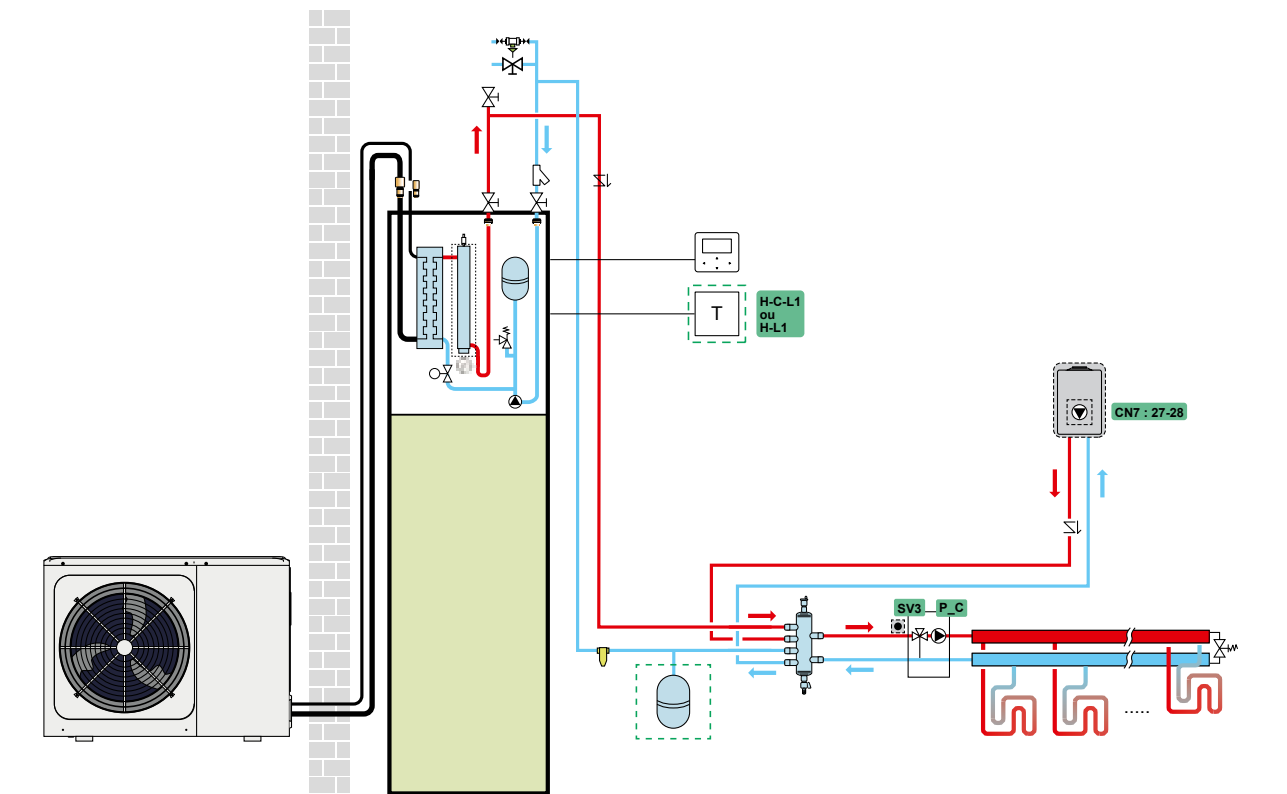 H-C-L1
ou
H-L1
T
CN7 : 27-28
SV3
P_C
.....